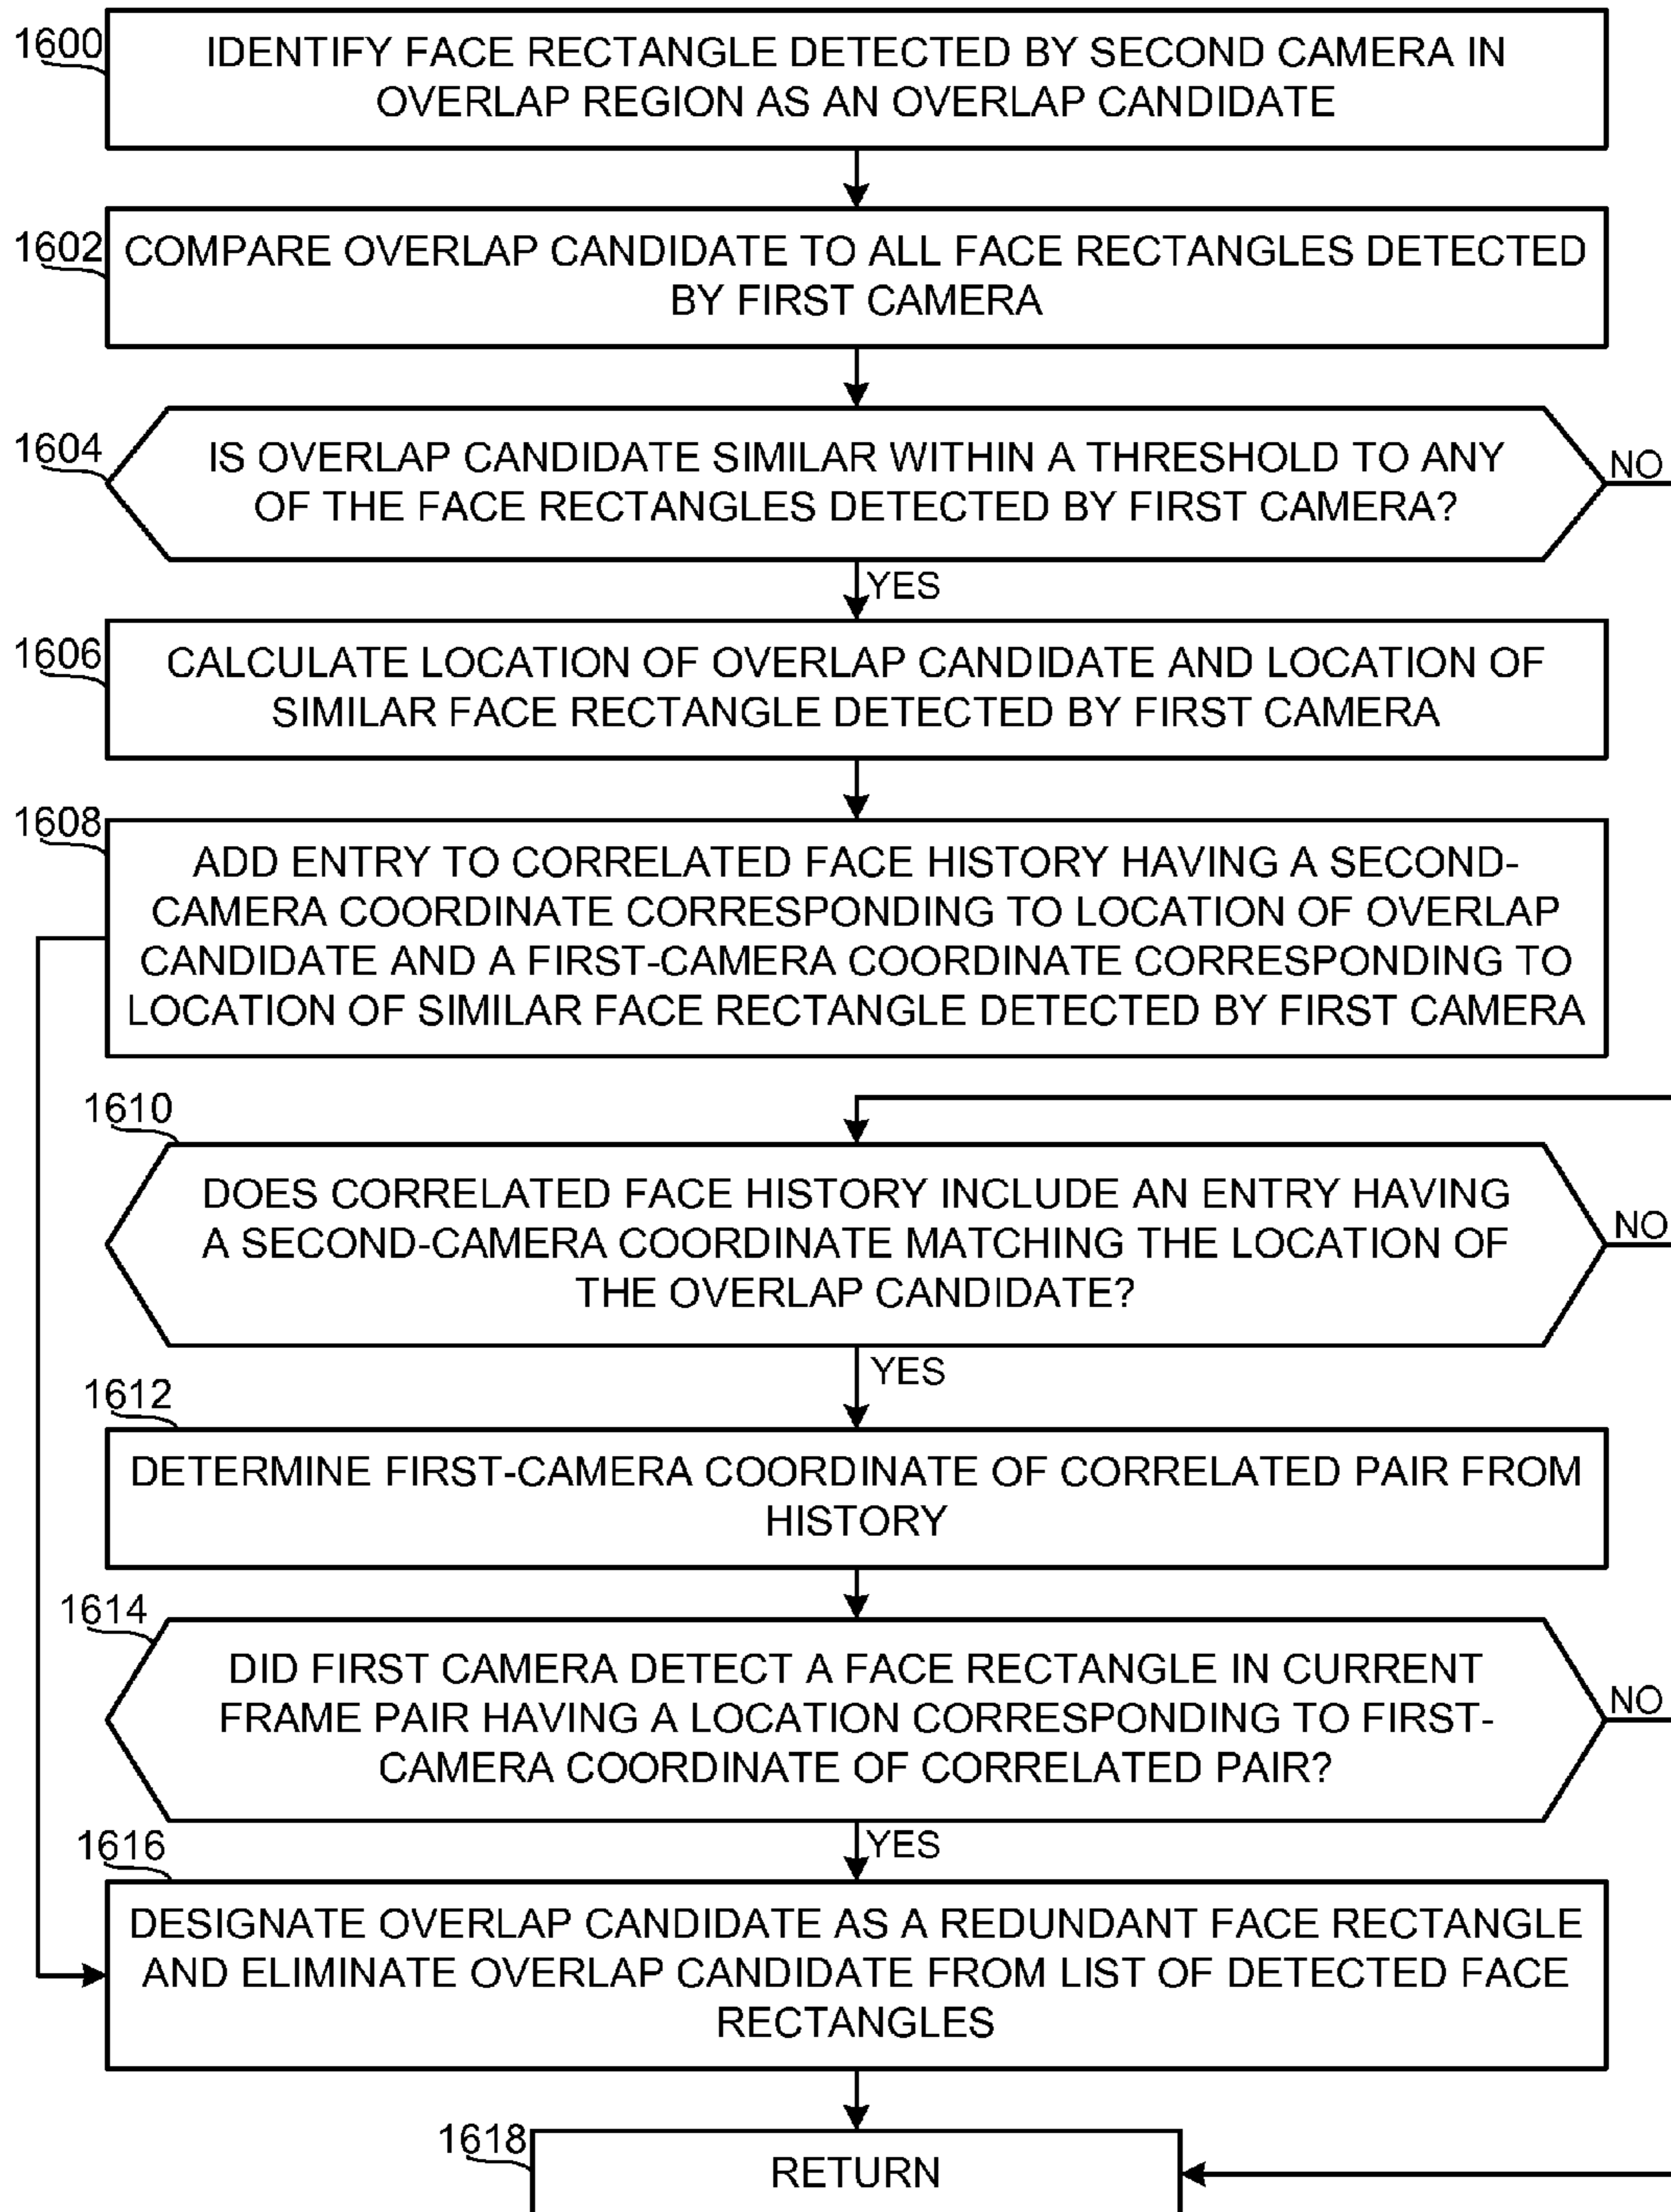 1600
IDENTIFY FACE RECTANGLE DETECTED BY SECOND CAMERA IN
OVERLAP REGION AS AN OVERLAP CANDIDATE
1602
COMPARE OVERLAP CANDIDATE TO ALL FACE RECTANGLES DETECTED
BY FIRST CAMERA
1604
IS OVERLAP CANDIDATE SIMILAR WITHIN A THRESHOLD TO ANY
OF THE FACE RECTANGLES DETECTED BY FIRST CAMERA?
NO
YES
1606
CALCULATE LOCATION OF OVERLAP CANDIDATE AND LOCATION OF
SIMILAR FACE RECTANGLE DETECTED BY FIRST CAMERA
1608
ADD ENTRY TO CORRELATED FACE HISTORY HAVING A SECOND-
CAMERA COORDINATE CORRESPONDING TO LOCATION OF OVERLAP
CANDIDATE AND A FIRST-CAMERA COORDINATE CORRESPONDING TO
LOCATION OF SIMILAR FACE RECTANGLE DETECTED BY FIRST CAMERA
1610
DOES CORRELATED FACE HISTORY INCLUDE AN ENTRY HAVING
A SECOND-CAMERA COORDINATE MATCHING THE LOCATION OF
THE OVERLAP CANDIDATE?
NO
YES
1612
DETERMINE FIRST-CAMERA COORDINATE OF CORRELATED PAIR FROM
HISTORY
1614
DID FIRST CAMERA DETECT A FACE RECTANGLE IN CURRENT
FRAME PAIR HAVING A LOCATION CORRESPONDING TO FIRST-
CAMERA COORDINATE OF CORRELATED PAIR?
NO
YES
1616
DESIGNATE OVERLAP CANDIDATE AS A REDUNDANT FACE RECTANGLE
AND ELIMINATE OVERLAP CANDIDATE FROM LIST OF DETECTED FACE
RECTANGLES
1618
RETURN